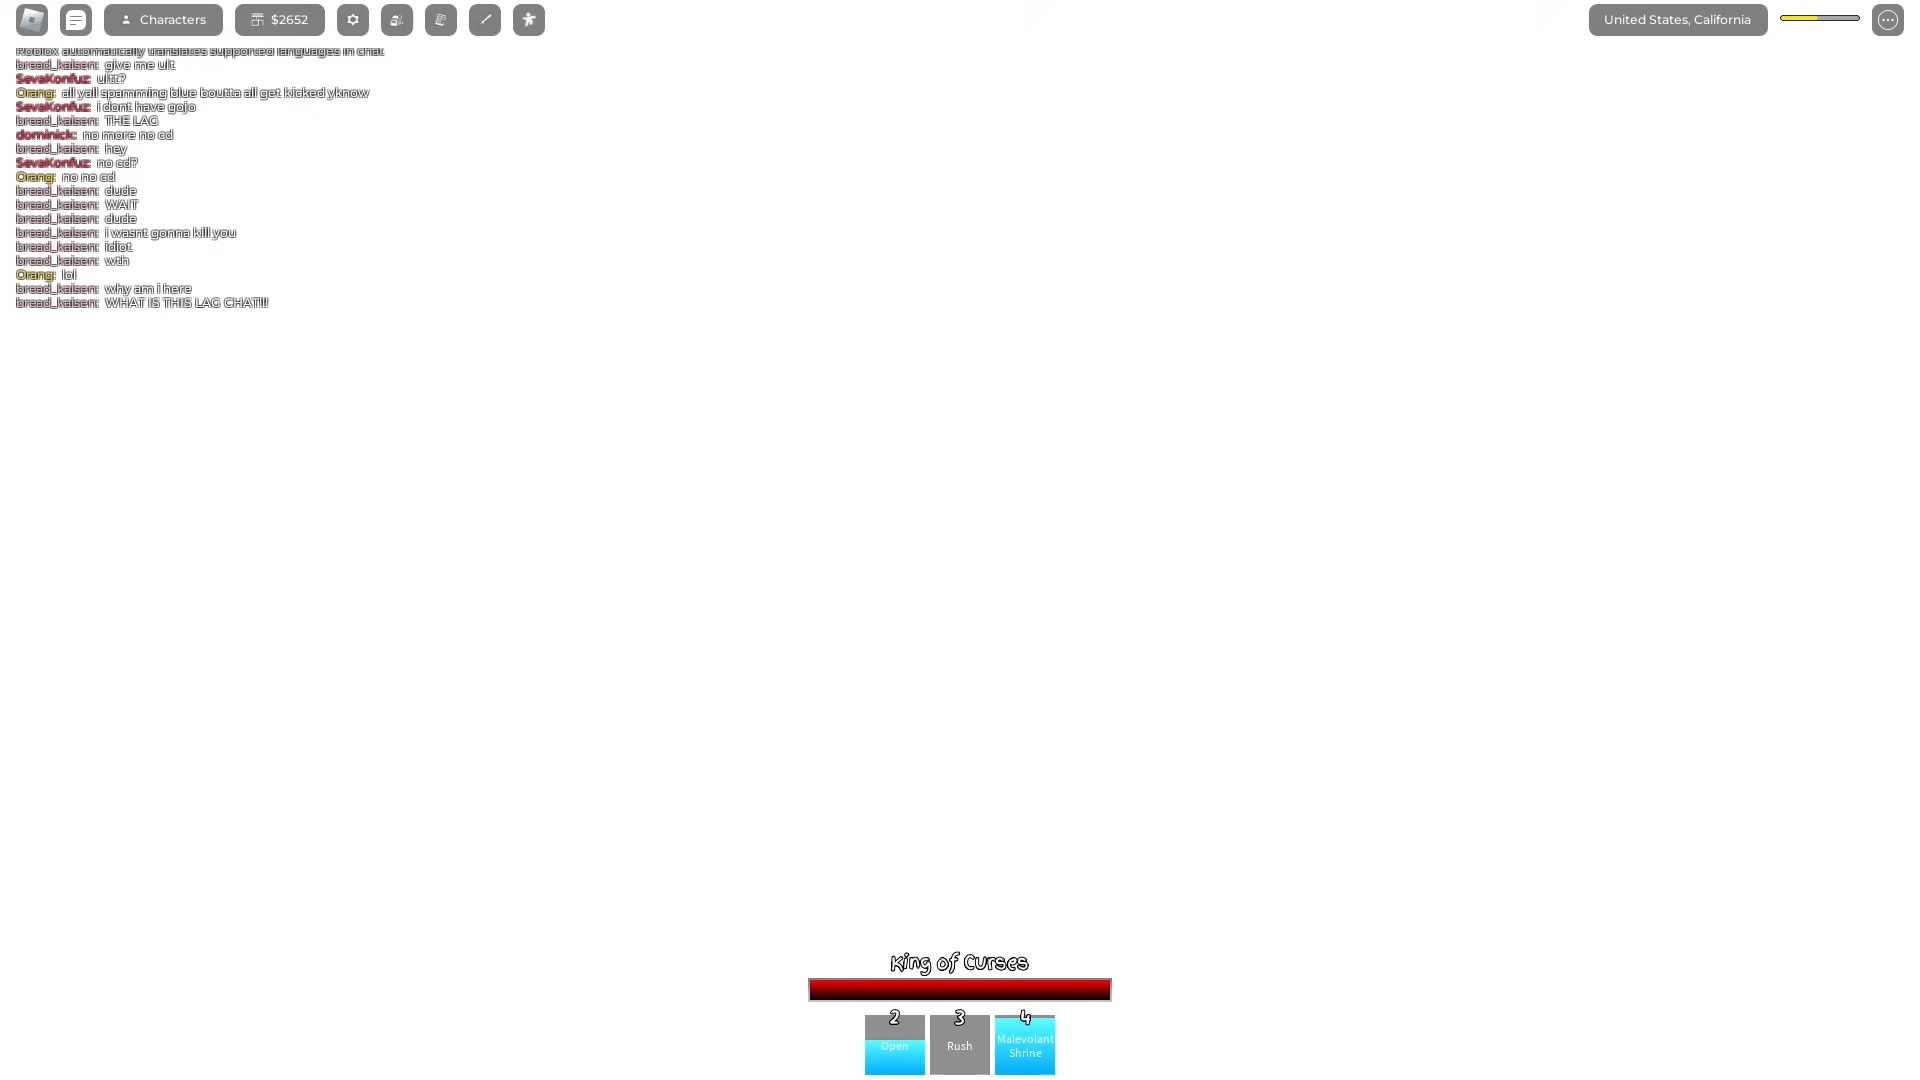 Characters
$2652
United States, California
Roblox automatically translates supported languages in chat
bread_kaisen: give me ult
SevaKonfuz: ultt?
Orang: all yall spamming blue boutta all get kicked yknow
SevaKonfuz: i dont have gojo
bread_kaisen: THE LAG
dominick: no more no cd
bread_kaisen: hey
SevaKonfuz: no cd?
Orang: no no cd
bread_kaisen: dude
bread_kaisen: WAIT
bread_kaisen: dude
bread_kaisen: i wasnt gonna kill you
bread_kaisen: idiot
bread_kaisen: wth
Orang: lol
bread_kaisen: why am i here
bread_kaisen: WHAT IS THIS LAG CHAT!!!
King of Curses
2
3
4
Open
Rush
Malevolant
Shrine